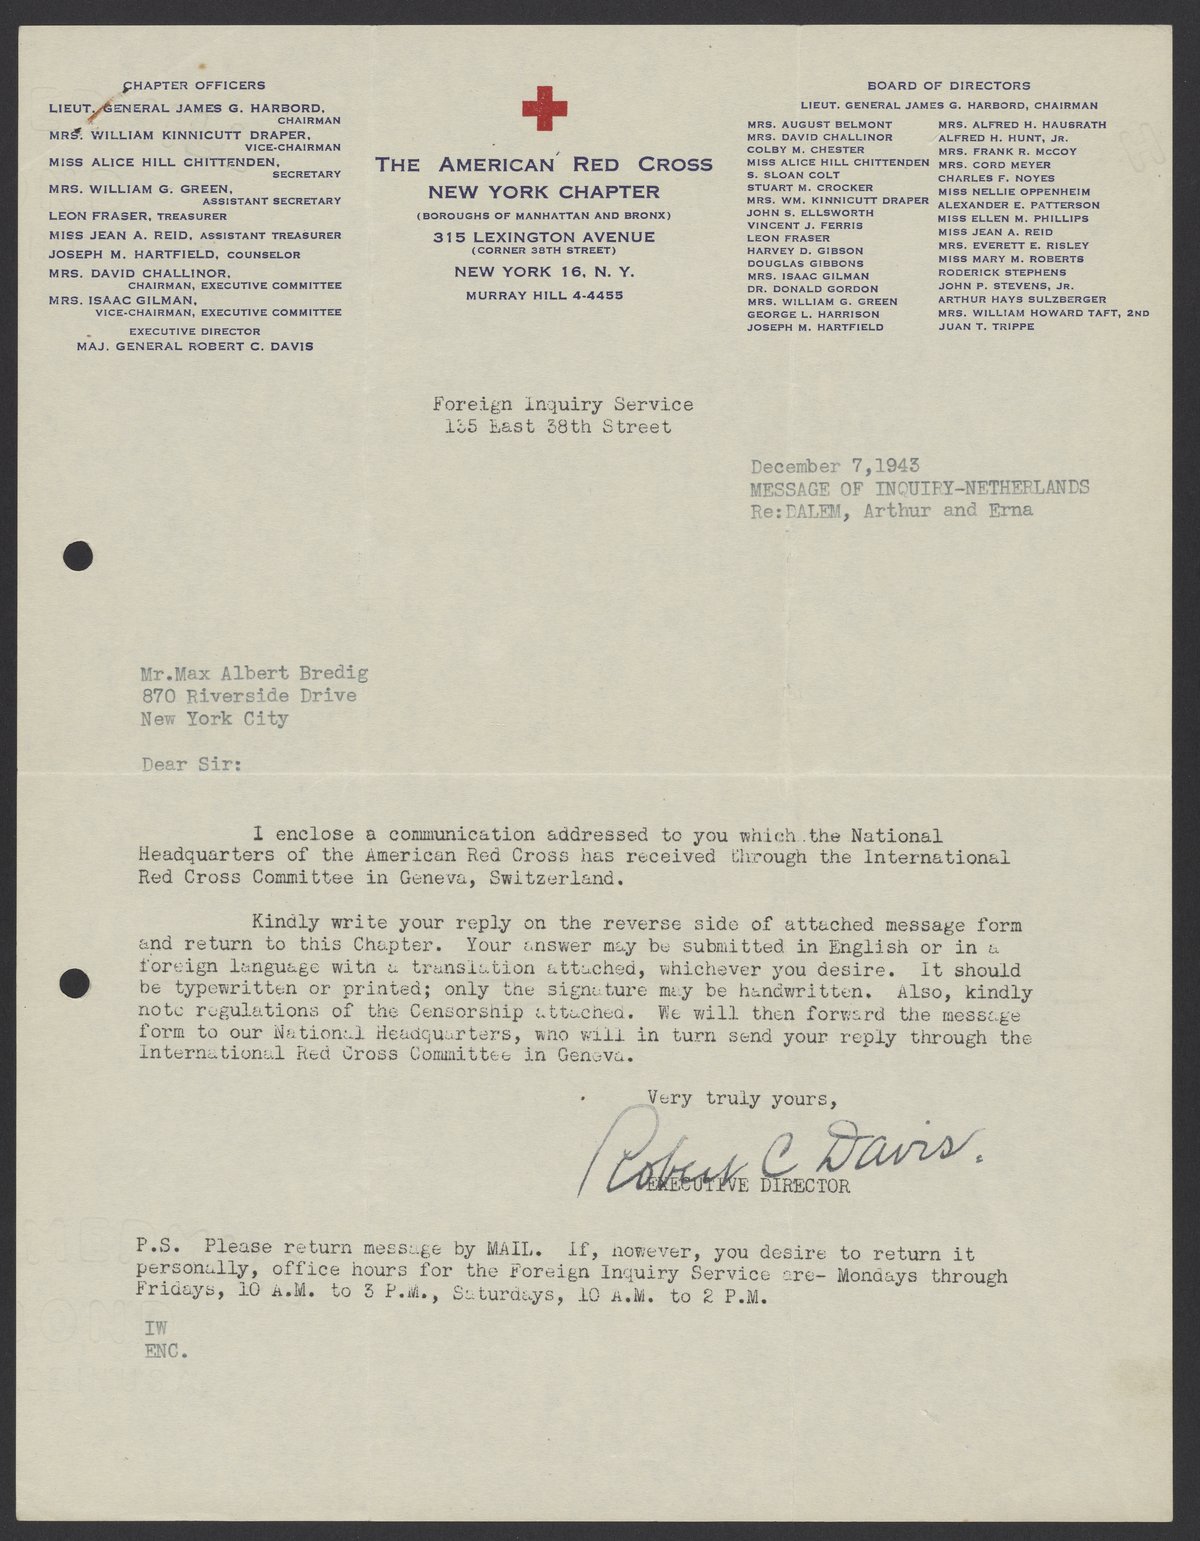 CHAPTER OFFICERS
LIEUT. GENERAL JAMES G. HARBORD,
CHAIRMAN
MRS. WILLIAM KINNICUTT DRAPER,
VICE-CHAIRMAN
MISS ALICE HILL CHITTENDEN,
SECRETARY
MRS. WILLIAM G. GREEN,
ASSISTANT SECRETARY
LEON FRASER, TREASURER
MISS JEAN A. REID, ASSISTANT TREASURER
JOSEPH M. HARTFIELD, COUNSELOR
MRS. DAVID CHALLINOR,
CHAIRMAN, EXECUTIVE COMMITTEE
MRS. ISAAC GILMAN,
VICE-CHAIRMAN, EXECUTIVE COMMITTEE
EXECUTIVE DIRECTOR
MAJ. GENERAL ROBERT C. DAVIS
THE AMERICAN RED CROSS
NEW YORK CHAPTER
(BOROUGHS OF MANHATTAN AND BRONX)
315 LEXINGTON AVENUE
(CORNER 38TH STREET)
NEW YORK 16, N. Y.
MURRAY HILL 4-4455
BOARD OF DIRECTORS
LIEUT. GENERAL JAMES G. HARBORD, CHAIRMAN
MRS. AUGUST BELMONT
MRS. DAVID CHALLINOR
COLBY M. CHESTER
MISS ALICE HILL CHITTENDEN
S. SLOAN COLT
STUART M. CROCKER
MRS. WM. KINNICUTT DRAPER
JOHN S. ELLSWORTH
VINCENT J. FERRIS
LEON FRASER
HARVEY D. GIBSON
DOUGLAS GIBBONS
MRS. ISAAC GILMAN
DR. DONALD GORDON
MRS. WILLIAM G. GREEN
GEORGE L. HARRISON
JOSEPH M. HARTFIELD
MRS. ALFRED H. HAUSRATH
ALFRED H. HUNT, JR.
MRS. FRANK R. McCOY
MRS. CORD MEYER
CHARLES F. NOYES
MISS NELLIE OPPENHEIM
ALEXANDER E. PATTERSON
MISS ELLEN M. PHILLIPS
MISS JEAN A. REID
MRS. EVERETT E. RISLEY
MISS MARY M. ROBERTS
RODERICK STEPHENS
JOHN P. STEVENS, JR.
ARTHUR HAYS SULZBERGER
MRS. WILLIAM HOWARD TAFT, 2ND
JUAN T. TRIPPE
Foreign Inquiry Service
135 East 38th Street
December 7,1943
MESSAGE OF INQUIRY-NETHERLANDS
Re:DALEM, Arthur and Erna
Mr.Max Albert Bredig
870 Riverside Drive
New York City
Dear Sir:
I enclose a communication addressed to you which the National
Headquarters of the American Red Cross has received through the International
Red Cross Committee in Geneva, Switzerland.
Kindly write your reply on the reverse side of attached message form
and return to this Chapter. Your answer may be submitted in English or in a
foreign language with a translation attached, whichever you desire. It should
be typewritten or printed; only the signature may be handwritten. Also, kindly
note regulations of the Censorship attached. We will then forward the message
form to our National Headquarters, who will in turn send your reply through the
International Red Cross Committee in Geneva.
Very truly yours,
Robert C Davis.
EXECUTIVE DIRECTOR
P.S. Please return message by MAIL. If, however, you desire to return it
personally, office hours for the Foreign Inquiry Service are- Mondays through
Fridays, 10 A.M. to 3 P.M., Saturdays, 10 A.M. to 2 P.M.
IW
ENC.